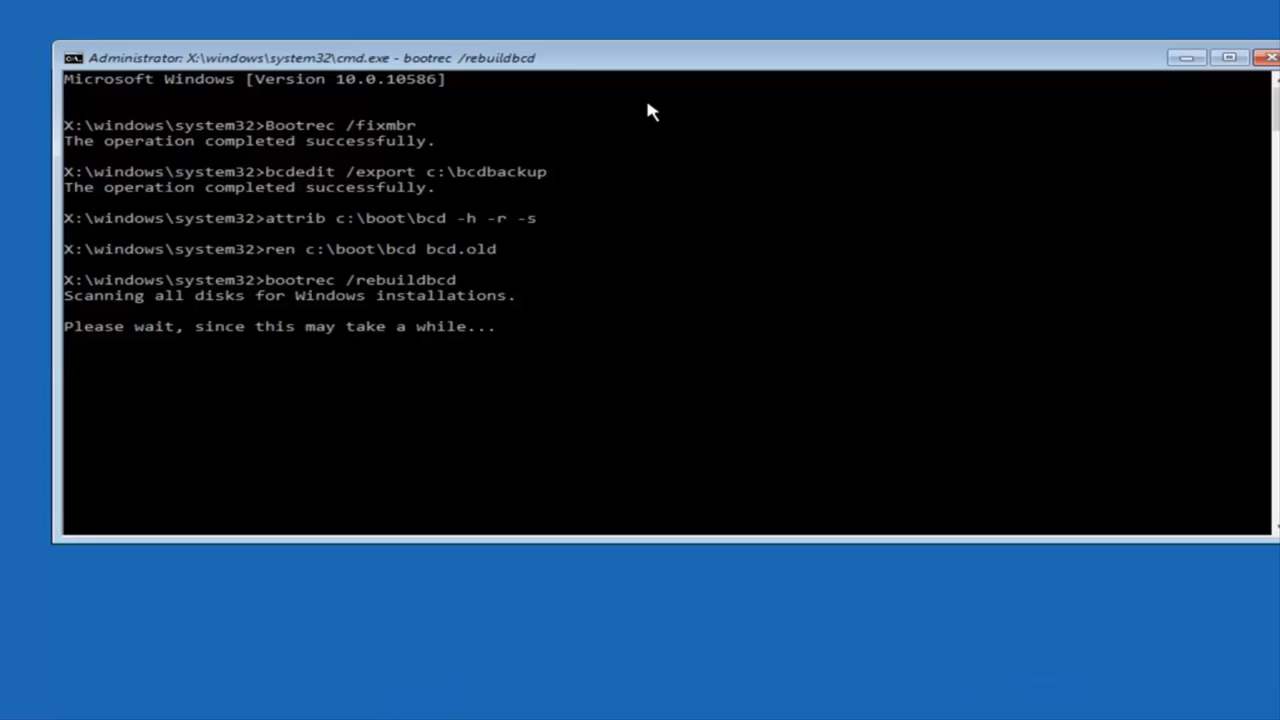 Administrator: X:\windows\system32\cmd.exe - bootrec /rebuildbcd
Microsoft Windows [Version 10.0.10586]
X:\windows\system32>Bootrec /fixmbr
The operation completed successfully.
X:\windows\system32>bcdedit /export c:\bcdbackup
The operation completed successfully.
X:\windows\system32>attrib c:\boot\bcd -h -r -s
X:\windows\system32>ren c:\boot\bcd bcd.old
X:\windows\system32>bootrec /rebuildbcd
Scanning all disks for Windows installations.
Please wait, since this may take a while...